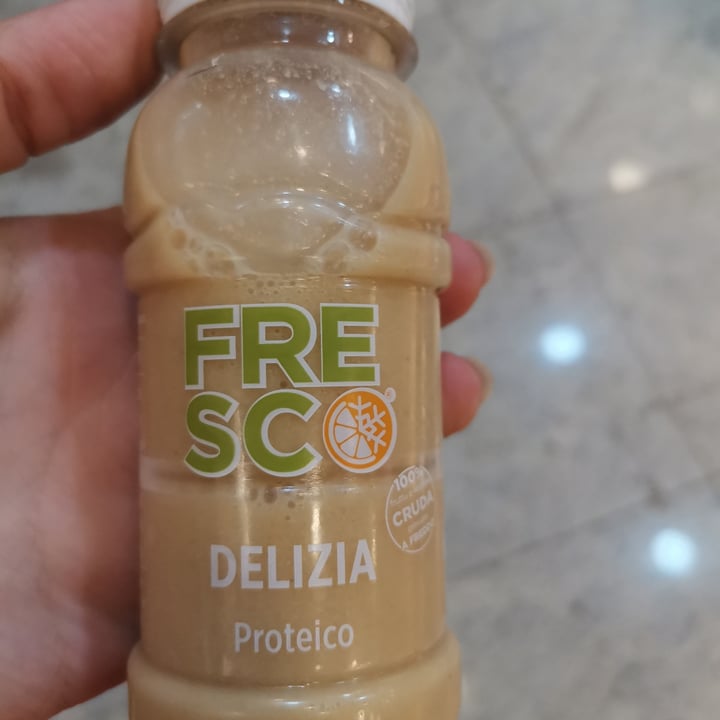 FRE
SCO®
100%
CRUDA
A FREDDO
DELIZIA
Proteico